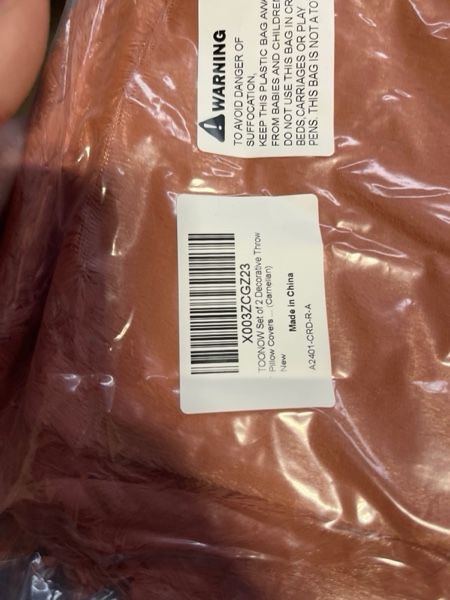 WARNING
TO AVOID DANGER OF
SUFFOCATION,
KEEP THIS PLASTIC BAG
FROM BABIES AND CHILDREN
DO NOT USE THIS BAG IN
BEDS,CARRIAGES OR PLAY
PENS. THIS BAG IS NOT A
X003ZCGZ23
TOONOW Set of 2 Decorative Throw
Pillow Covers ... (Carnelian)
New
Made in China
A2401-CRD-R-A